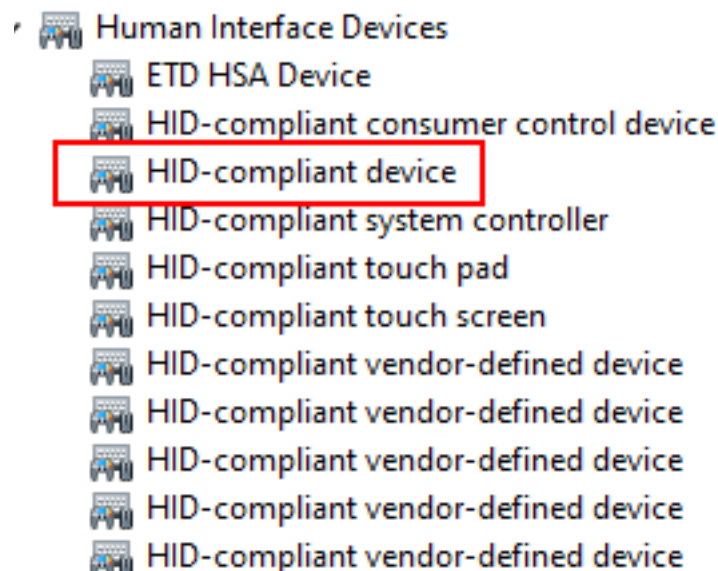 Human Interface Devices
ETD HSA Device
HID-compliant consumer control device
HID-compliant device
HID-compliant system controller
HID-compliant touch pad
HID-compliant touch screen
HID-compliant vendor-defined device
HID-compliant vendor-defined device
HID-compliant vendor-defined device
HID-compliant vendor-defined device
HID-compliant vendor-defined device